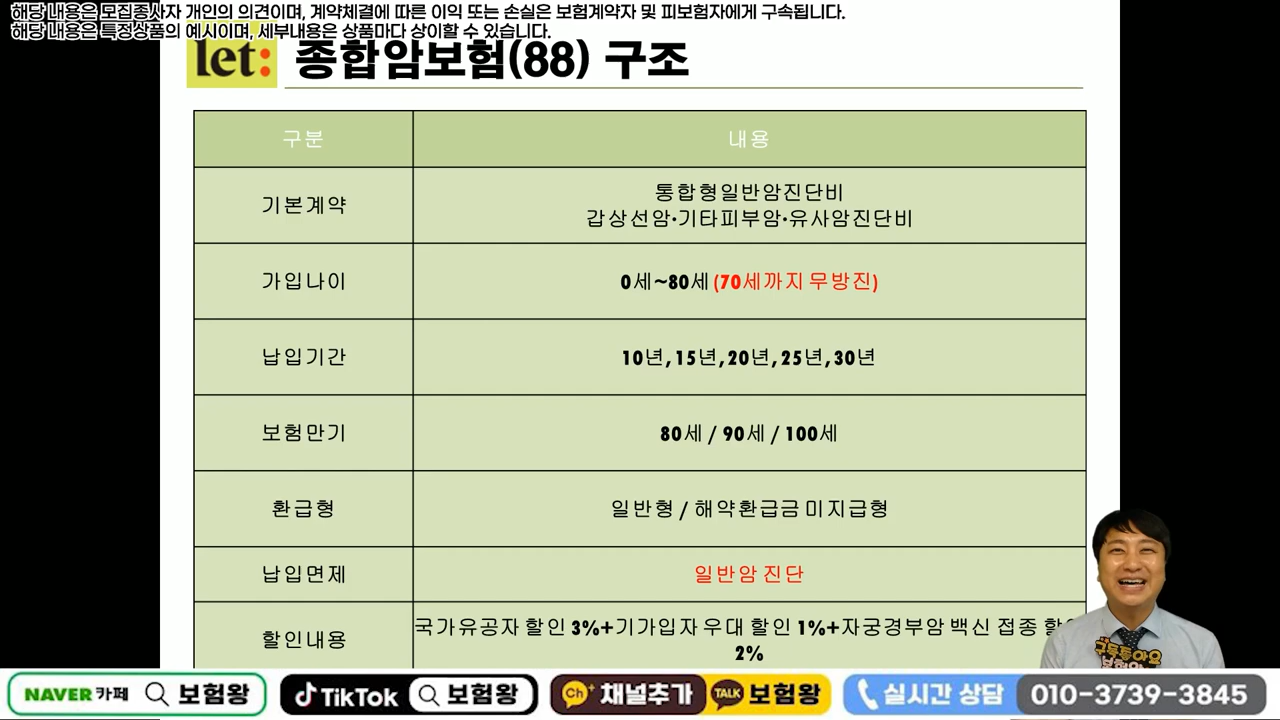 해당 내용은 모집종사자 개인의 의견이며, 계약체결에 따른 이익 또는 손실은 보험계약자 및 피보험자에게 구속됩니다.
해당 내용은 특정상품의 예시이며, 세부내용은 상품마다 상이할 수 있습니다.
let: 종합암보험(88) 구조
구분 내용
기본계약 통합형일반암진단비
갑상선암·기타피부암·유사암진단비
가입나이 0세~80세 (70세까지 무방진)
납입기간 10년, 15년, 20년, 25년, 30년
보험만기 80세 / 90세 / 100세
환급형 일반형 / 해약환급금 미지급형
납입면제 일반암 진단
할인내용 국가유공자 할인 3%+기가입자 우대 할인 1%+자궁경부암 백신 접종
2%
구독좋아요
NAVER 카페 보험왕 TikTok 보험왕 Ch+ 채널추가 TALK 보험왕 실시간 상담 010-3739-3845